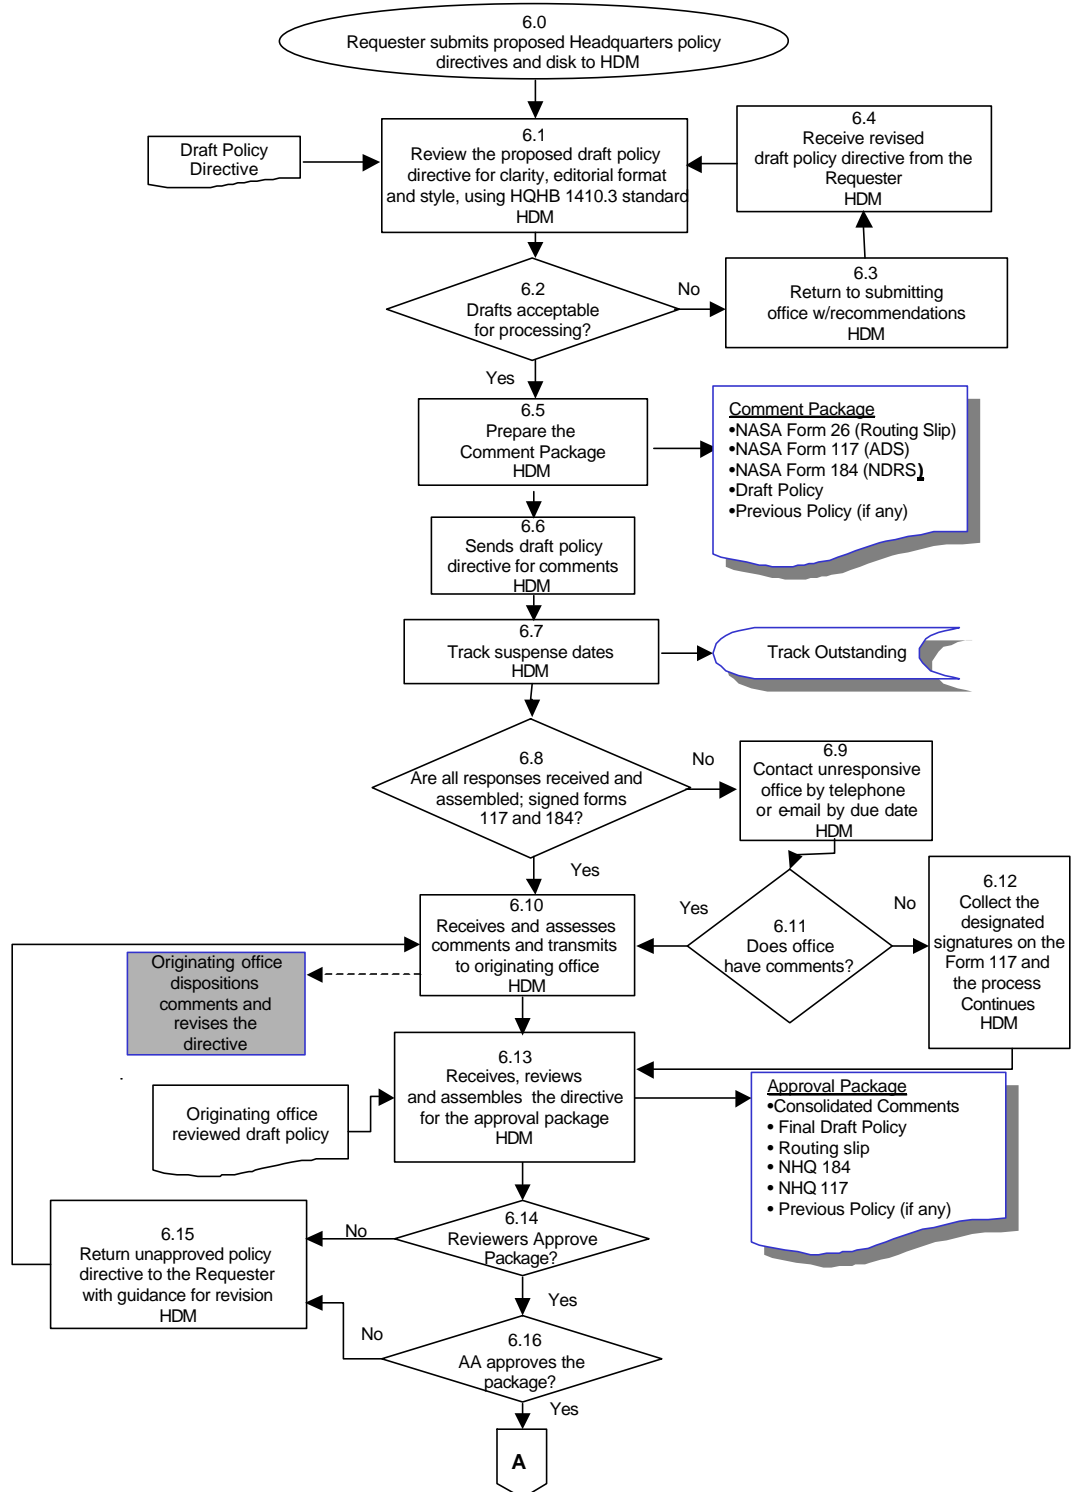 6.0
Requester submits proposed Headquarters policy
directives and disk to HDM
6.4
Receive revised
draft policy directive from the
Requester
HDM
Draft Policy
Directive
6.1
Review the proposed draft policy
directive for clarity, editorial format
and style, using HQHB 1410.3 standard
HDM
6.2
Drafts acceptable
for processing?
No
6.3
Return to submitting
office w/recommendations
HDM
Yes
6.5
Prepare the
Comment Package
HDM
Comment Package
•NASA Form 26 (Routing Slip)
•NASA Form 117 (ADS)
•NASA Form 184 (NDRS)
•Draft Policy
•Previous Policy (if any)
6.6
Sends draft policy
directive for comments
HDM
6.7
Track suspense dates
HDM
Track Outstanding
6.8
Are all responses received and
assembled; signed forms
117 and 184?
No
6.9
Contact unresponsive
office by telephone
or e-mail by due date
HDM
Yes
6.10
Receives and assesses
comments and transmits
to originating office
HDM
Yes
6.11
Does office
have comments?
No
6.12
Collect the
designated
signatures on the
Form 117 and
the process
Continues
HDM
Originating office
dispositions
comments and
revises the
directive
6.13
Receives, reviews
and assembles the directive
for the approval package
HDM
Originating office
reviewed draft policy
Approval Package
•Consolidated Comments
• Final Draft Policy
• Routing slip
• NHQ 184
• NHQ 117
• Previous Policy (if any)
6.14
Reviewers Approve
Package?
No
6.15
Return unapproved policy
directive to the Requester
with guidance for revision
HDM
Yes
6.16
AA approves the
package?
No
Yes
A